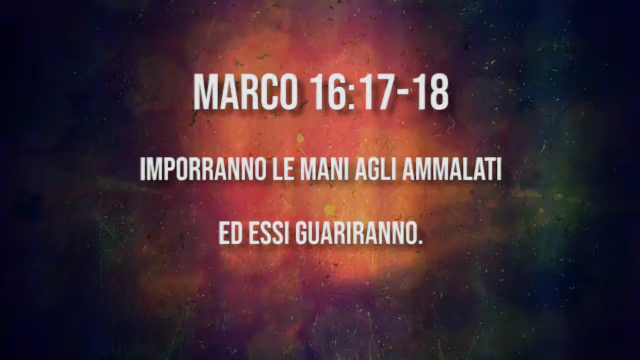 MARCO 16:17-18
IMPORRANNO LE MANI AGLI AMMALATI
ED ESSI GUARIRANNO.